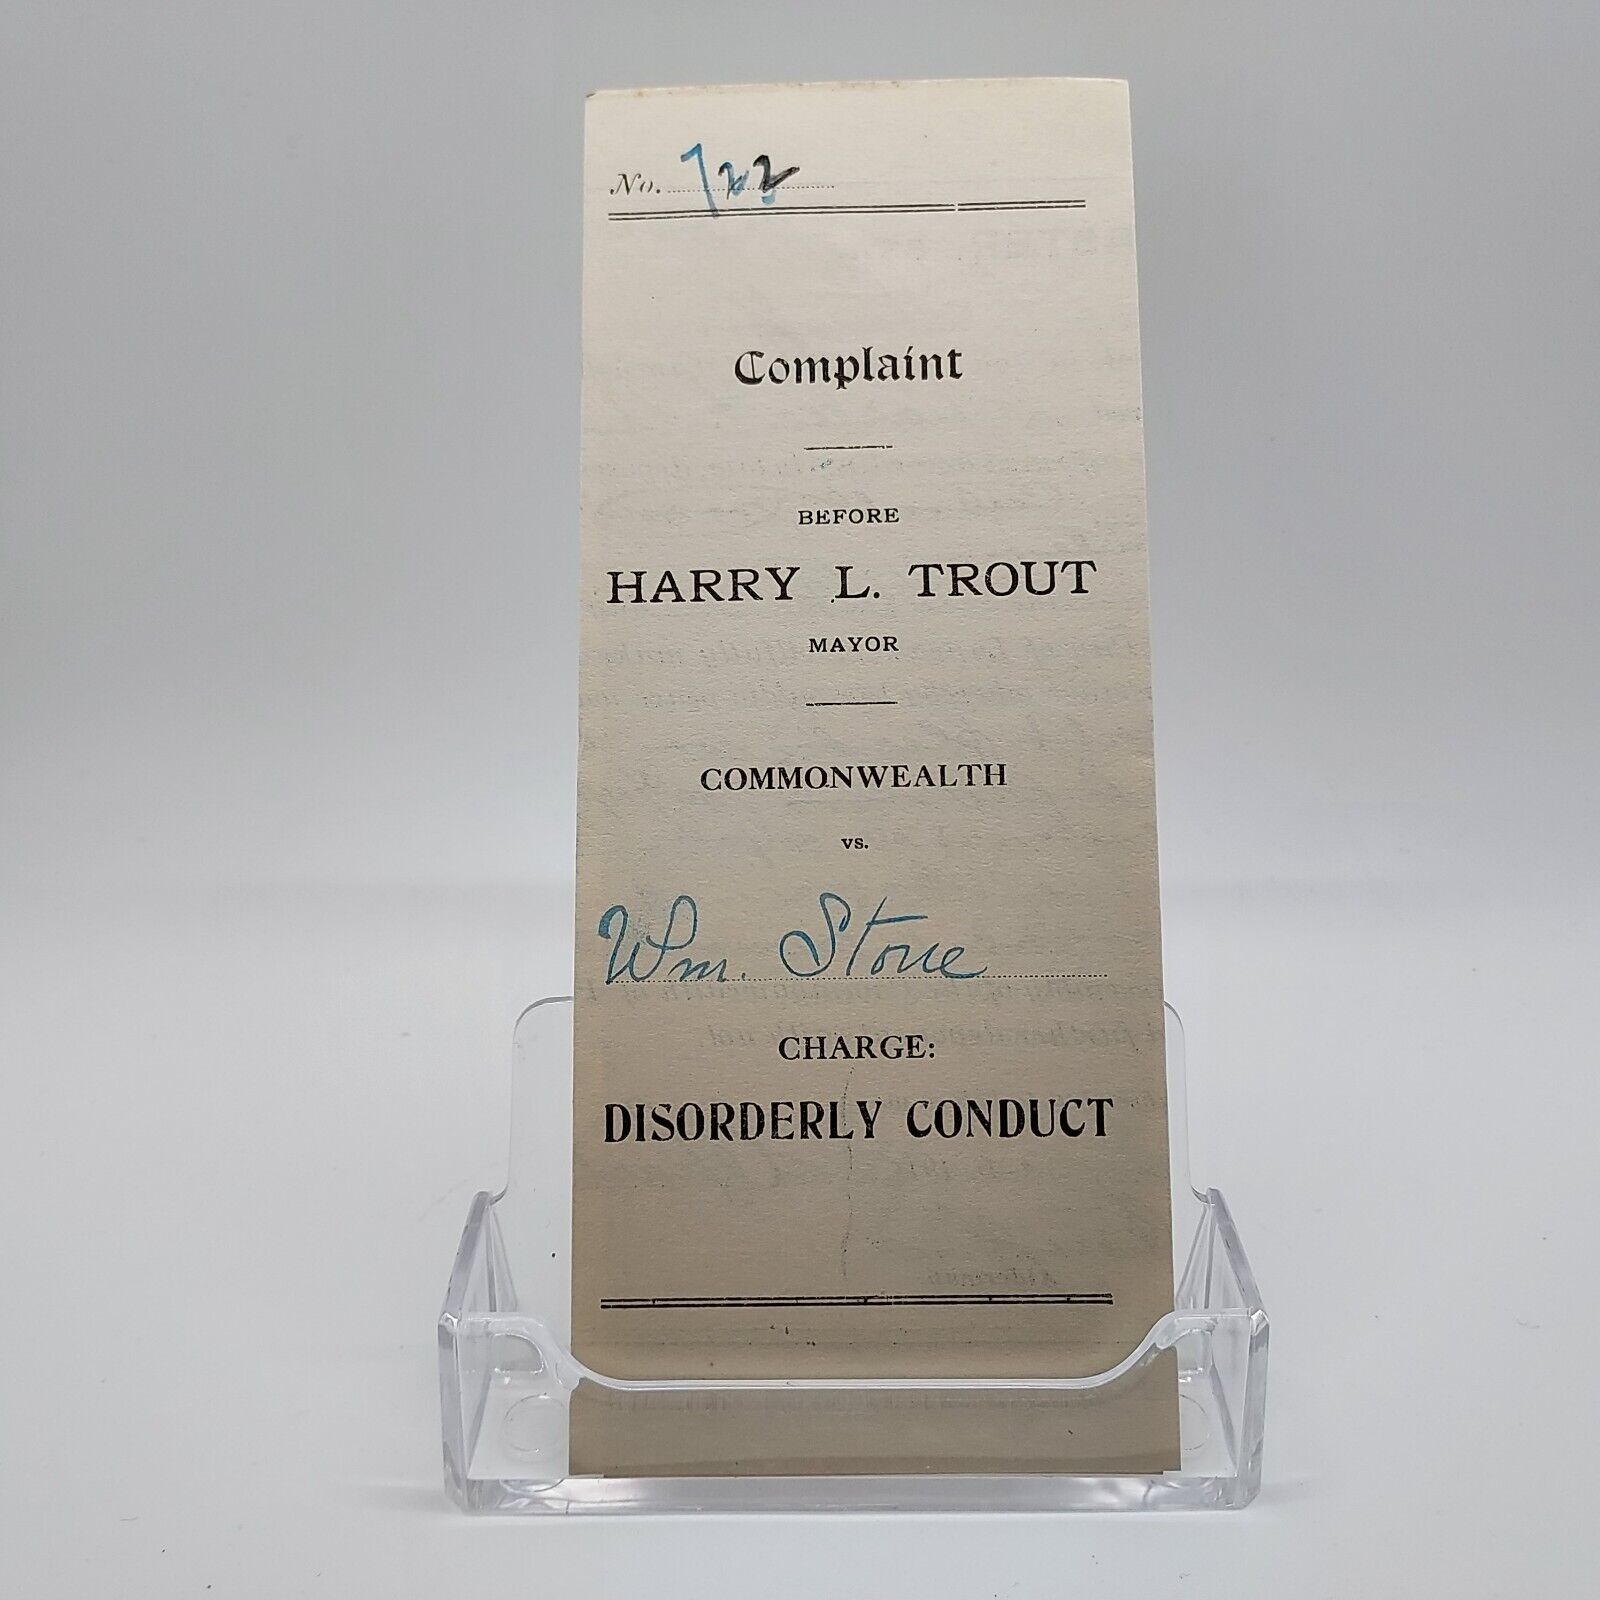 No. 722
Complaint
BEFORE
HARRY L. TROUT
MAYOR
COMMONWEALTH
vs.
Wm. Stone
CHARGE:
DISORDERLY CONDUCT